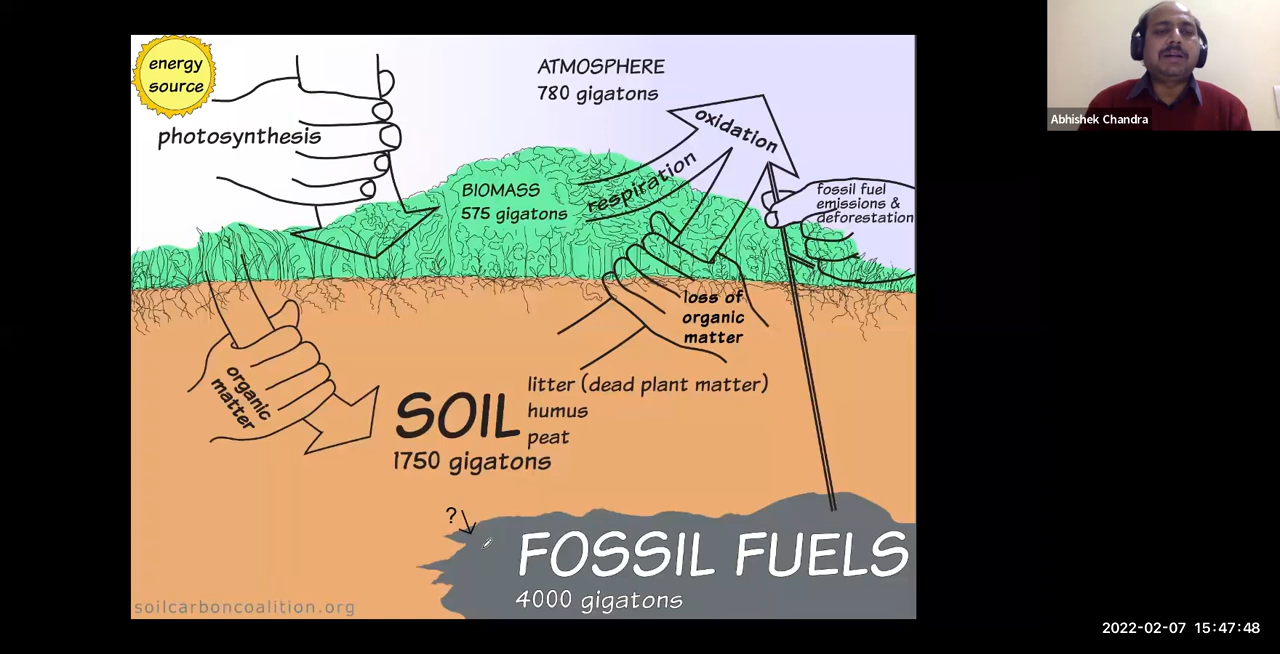 energy
source
photosynthesis
ATMOSPHERE
780 gigatons
oxidation
respiration
BIOMASS
575 gigatons
fossil fuel
emissions &
deforestation
loss of
organic
matter
organic
matter
SOIL
1750 gigatons
litter (dead plant matter)
humus
peat
?
FOSSIL FUELS
4000 gigatons
soilcarboncoalition.org
Abhishek Chandra
2022-02-07 15:47:48